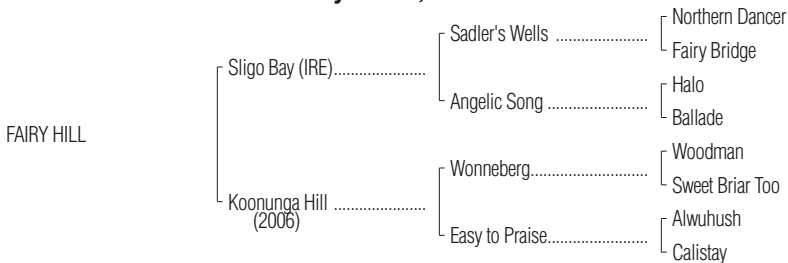 Northern Dancer
Sadler's Wells ....................
Fairy Bridge
Sligo Bay (IRE)....................
Halo
Angelic Song ....................
Ballade
FAIRY HILL
Woodman
Wonneberg....................
Sweet Briar Too
Koonunga Hill ....................
(2006)
Alwuhush
Easy to Praise....................
Calistay